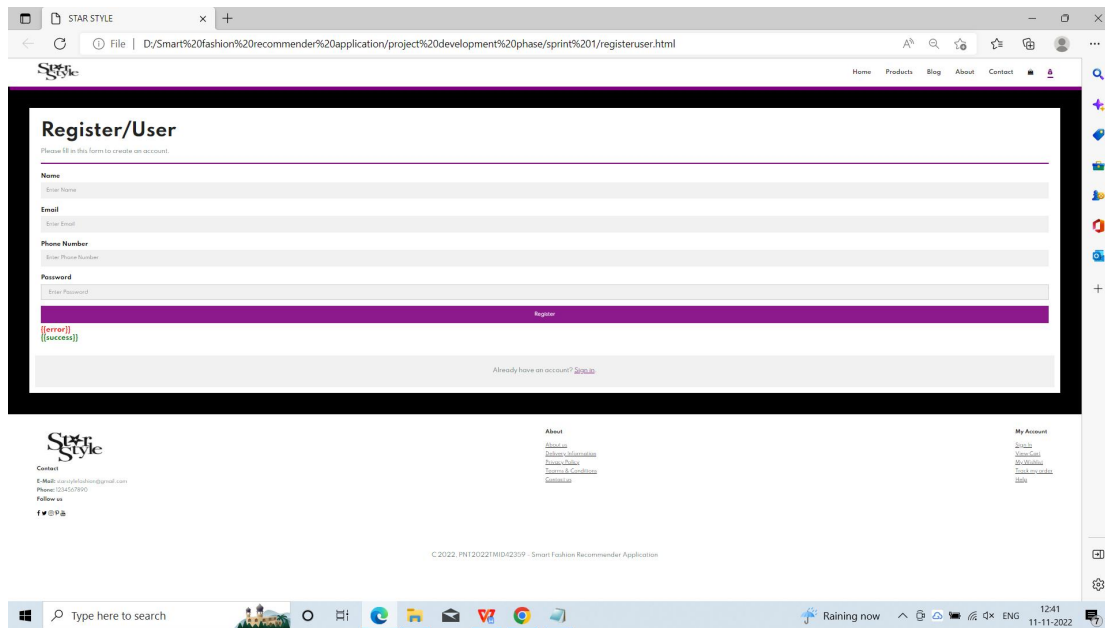 STAR STYLE
File | D:/Smart%20fashion%20recommender%20application/project%20development%20phase/sprint%201/registeruser.html
Star Style
Home Products Blog About Contact
Register/User
Please fill in this form to create an account.
Name
Enter Name
Email
Enter Email
Phone Number
Enter Phone Number
Password
Enter Password
Register
{{error}}
{{success}}
Already have an account? Sign in.
Star Style
Contact
E-Mail: starstylefashion@gmail.com
Phone: 1234567890
Follow us
About
About us
Delivery Information
Privacy Policy
Tearms & Conditions
Contact us
My Account
Sign In
View Cart
My Wishlist
Track my order
Help
C 2022, PNT2022TMID42359 - Smart Fashion Recommender Application
Type here to search
Raining now
ENG
12:41
11-11-2022